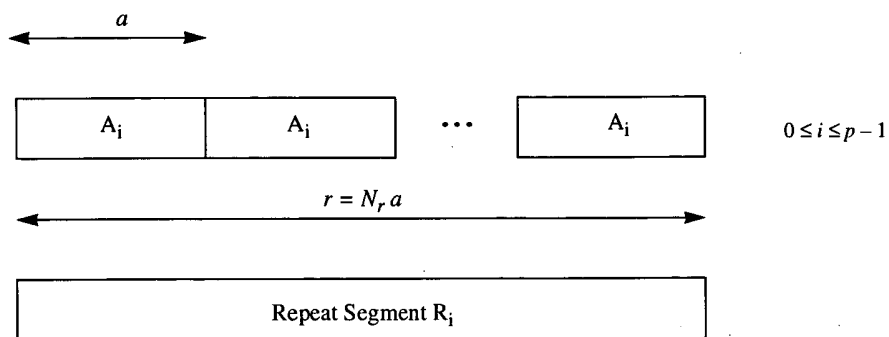 a
A_i A_i ••• A_i 0 ≤ i ≤ p − 1
r = N_r a
Repeat Segment R_i